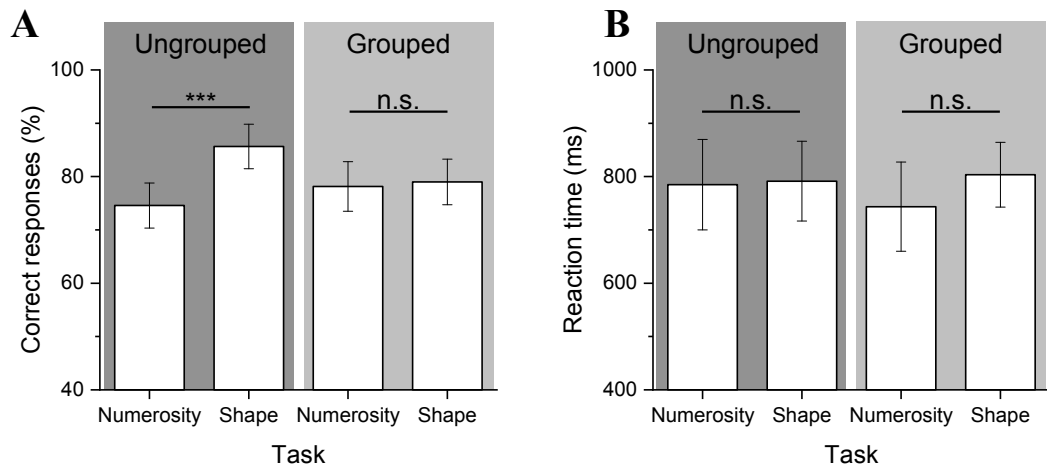 A
Ungrouped
Grouped
***
n.s.
Correct responses (%)
100
80
60
40
Numerosity
Shape
Numerosity
Shape
Task
B
Ungrouped
Grouped
n.s.
n.s.
Reaction time (ms)
1000
800
600
400
Numerosity
Shape
Numerosity
Shape
Task